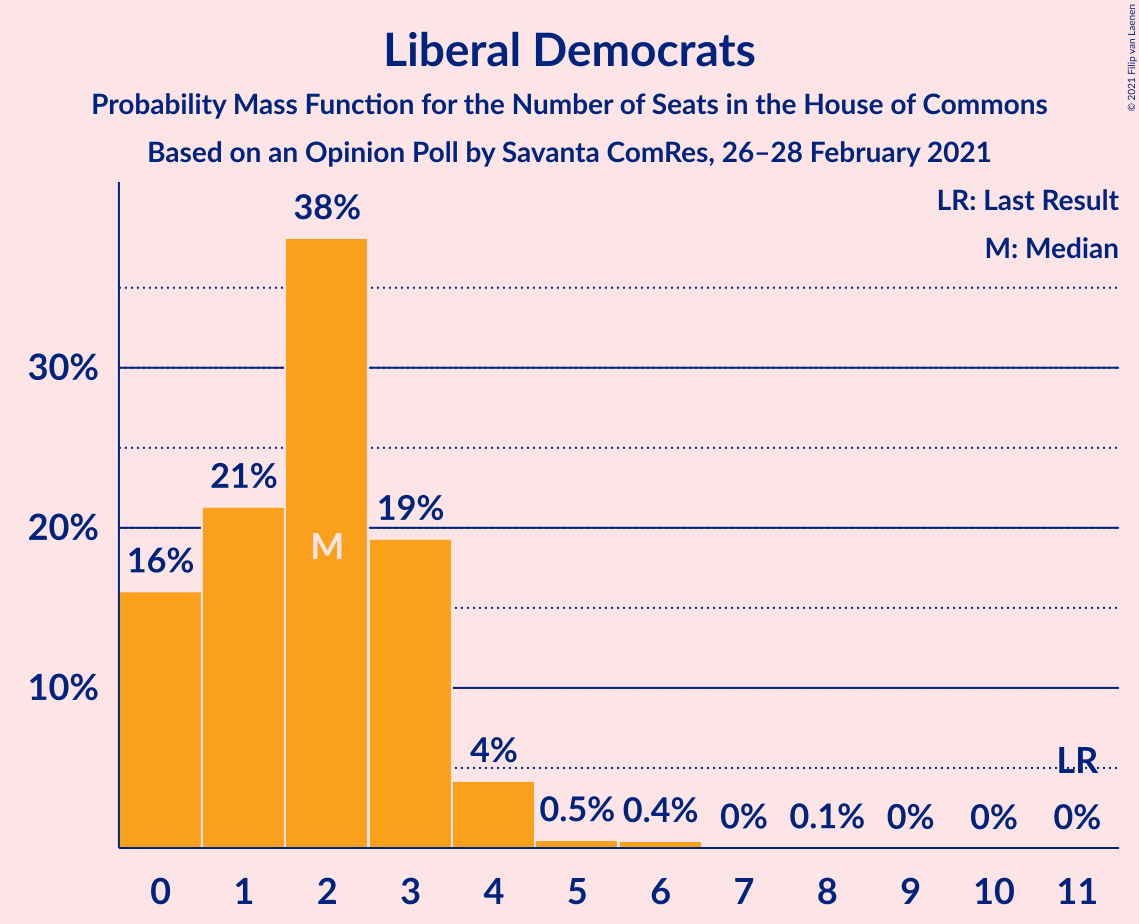 © 2021 Filip van Laenen
Liberal Democrats
Probability Mass Function for the Number of Seats in the House of Commons
Based on an Opinion Poll by Savanta ComRes, 26–28 February 2021
LR: Last Result
M: Median
38%
30%
21%
19%
20%
M
16%
10%
4%
LR
0.5%
0.4%
0%
0.1%
0%
0%
0%
0 1 2 3 4 5 6 7 8 9 10 11